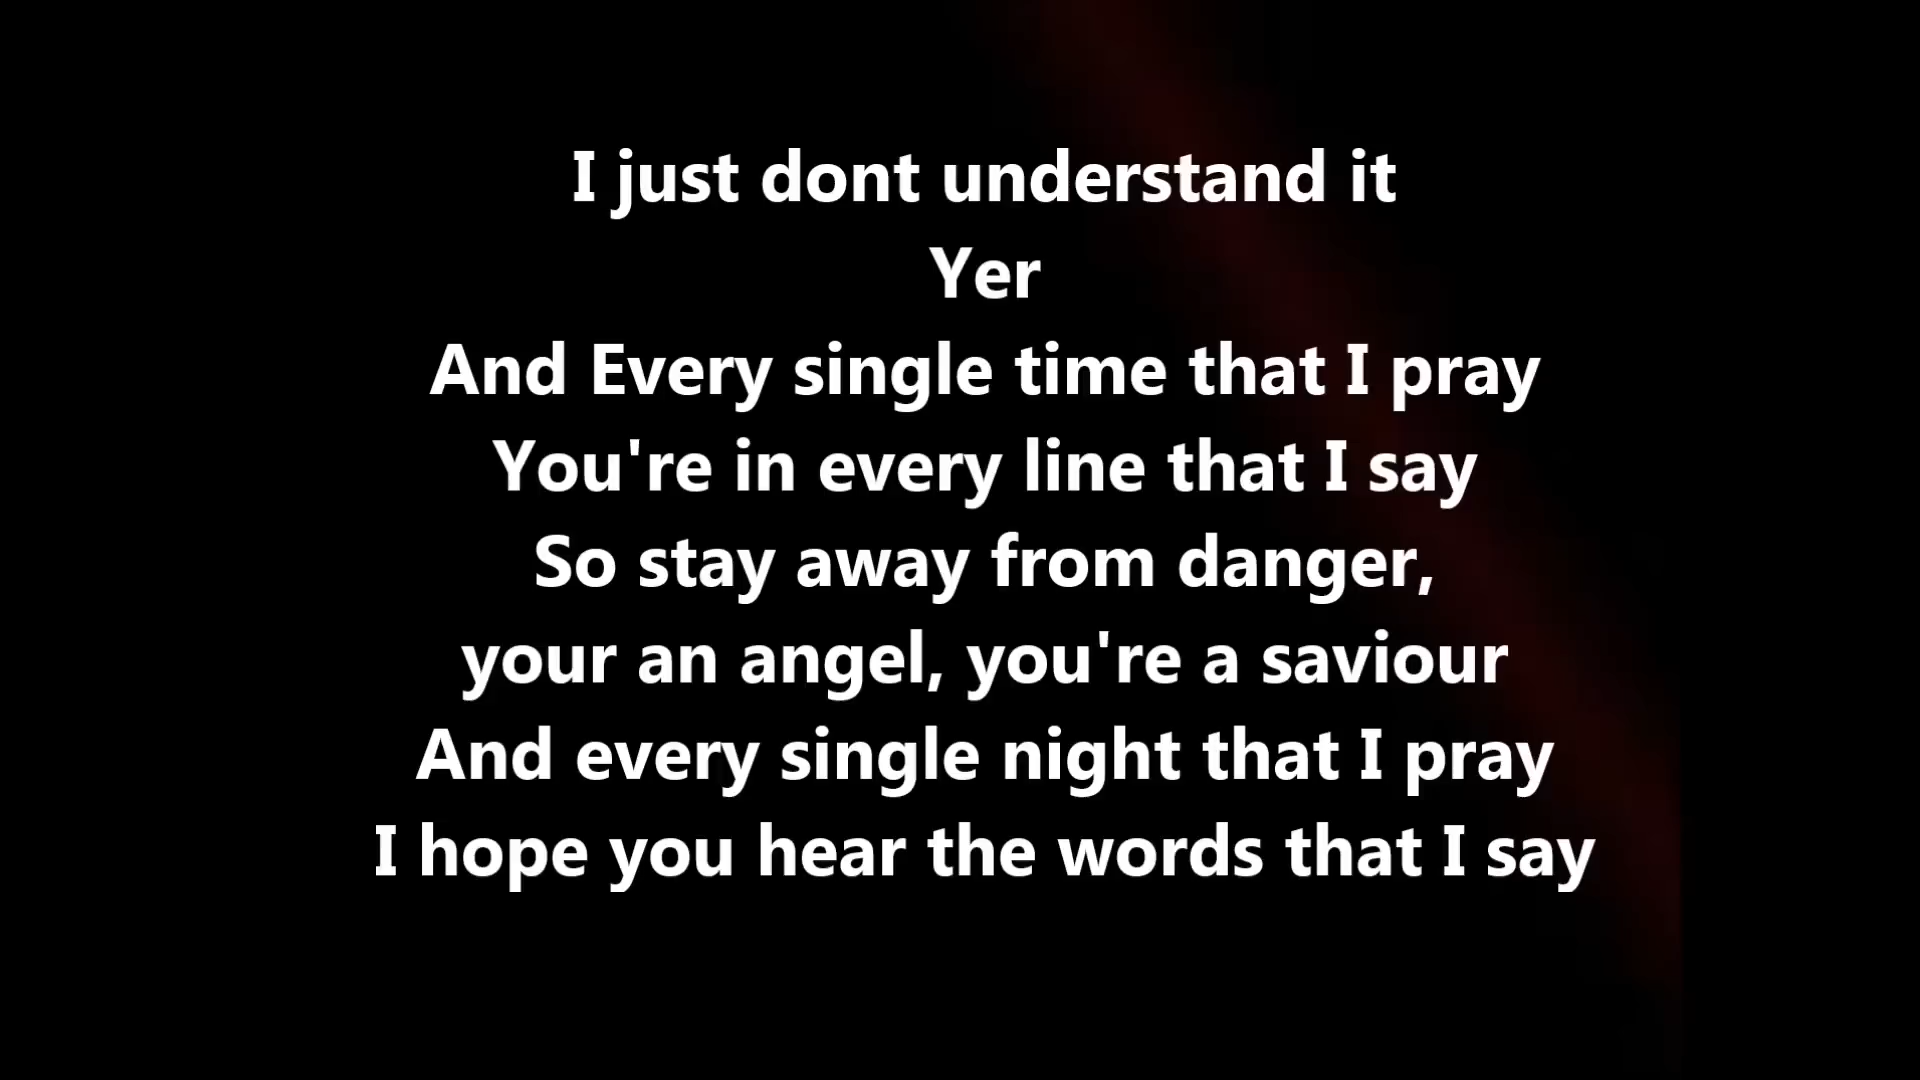 I just dont understand it
Yer
And Every single time that I pray
You're in every line that I say
So stay away from danger,
your an angel, you're a saviour
And every single night that I pray
I hope you hear the words that I say